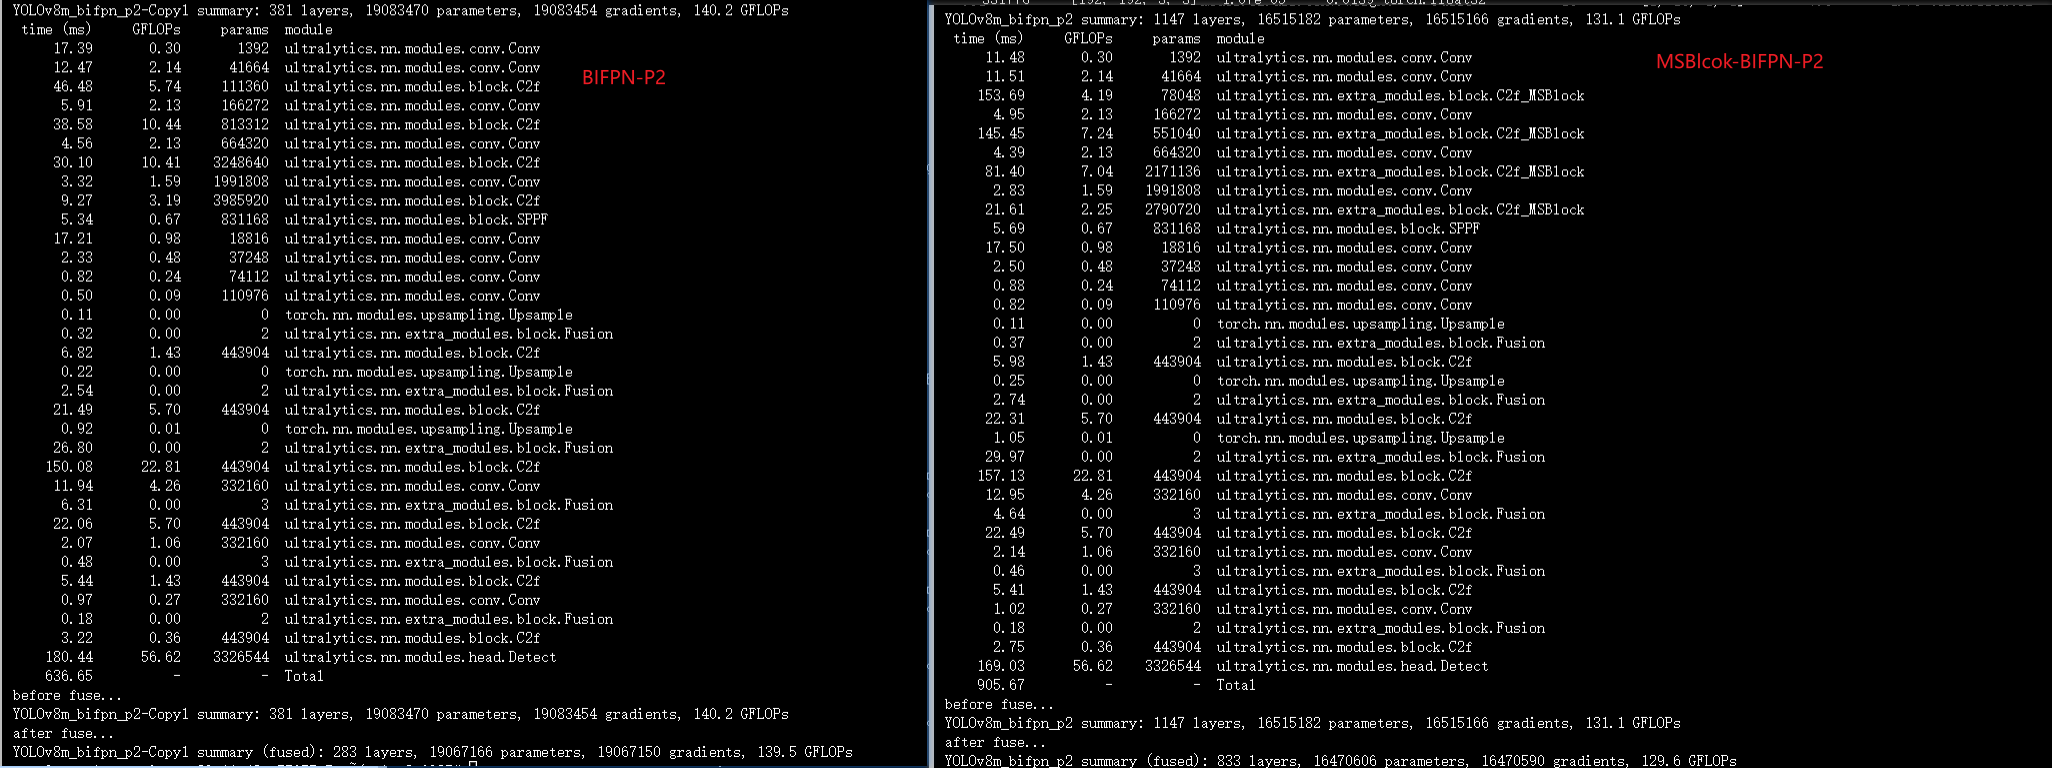 YOLOv8m_bifpn_p2-Copy1 summary: 381 layers, 19083470 parameters, 19083454 gradients, 140.2 GFLOPs
time (ms) GFLOPs params module
17.39 0.30 1392 ultralytics.nn.modules.conv.Conv
12.47 2.14 41664 ultralytics.nn.modules.conv.Conv
BIFPN-P2
46.48 5.74 111360 ultralytics.nn.modules.block.C2f
5.91 2.13 166272 ultralytics.nn.modules.conv.Conv
38.58 10.44 813312 ultralytics.nn.modules.block.C2f
4.56 2.13 664320 ultralytics.nn.modules.conv.Conv
30.10 10.41 3248640 ultralytics.nn.modules.block.C2f
3.32 1.59 1991808 ultralytics.nn.modules.conv.Conv
9.27 3.19 3985920 ultralytics.nn.modules.block.C2f
5.34 0.67 831168 ultralytics.nn.modules.block.SPPF
17.21 0.98 18816 ultralytics.nn.modules.conv.Conv
2.33 0.48 37248 ultralytics.nn.modules.conv.Conv
0.82 0.24 74112 ultralytics.nn.modules.conv.Conv
0.50 0.09 110976 ultralytics.nn.modules.conv.Conv
0.11 0.00 0 torch.nn.modules.upsampling.Upsample
0.32 0.00 2 ultralytics.nn.extra_modules.block.Fusion
6.82 1.43 443904 ultralytics.nn.modules.block.C2f
0.22 0.00 0 torch.nn.modules.upsampling.Upsample
2.54 0.00 2 ultralytics.nn.extra_modules.block.Fusion
21.49 5.70 443904 ultralytics.nn.modules.block.C2f
0.92 0.01 0 torch.nn.modules.upsampling.Upsample
26.80 0.00 2 ultralytics.nn.extra_modules.block.Fusion
150.08 22.81 443904 ultralytics.nn.modules.block.C2f
11.94 4.26 332160 ultralytics.nn.modules.conv.Conv
6.31 0.00 3 ultralytics.nn.extra_modules.block.Fusion
22.06 5.70 443904 ultralytics.nn.modules.block.C2f
2.07 1.06 332160 ultralytics.nn.modules.conv.Conv
0.48 0.00 3 ultralytics.nn.extra_modules.block.Fusion
5.44 1.43 443904 ultralytics.nn.modules.block.C2f
0.97 0.27 332160 ultralytics.nn.modules.conv.Conv
0.18 0.00 2 ultralytics.nn.extra_modules.block.Fusion
3.22 0.36 443904 ultralytics.nn.modules.block.C2f
180.44 56.62 3326544 ultralytics.nn.modules.head.Detect
636.65 - - Total
before fuse...
YOLOv8m_bifpn_p2-Copy1 summary: 381 layers, 19083470 parameters, 19083454 gradients, 140.2 GFLOPs
after fuse...
YOLOv8m_bifpn_p2-Copy1 summary (fused): 283 layers, 19067166 parameters, 19067150 gradients, 139.5 GFLOPs
YOLOv8m_bifpn_p2 summary: 1147 layers, 16515182 parameters, 16515166 gradients, 131.1 GFLOPs
time (ms) GFLOPs params module
11.48 0.30 1392 ultralytics.nn.modules.conv.Conv
MSBlcok-BIFPN-P2
11.51 2.14 41664 ultralytics.nn.modules.conv.Conv
153.69 4.19 78048 ultralytics.nn.extra_modules.block.C2f_MSBlock
4.95 2.13 166272 ultralytics.nn.modules.conv.Conv
145.45 7.24 551040 ultralytics.nn.extra_modules.block.C2f_MSBlock
4.39 2.13 664320 ultralytics.nn.modules.conv.Conv
81.40 7.04 2171136 ultralytics.nn.extra_modules.block.C2f_MSBlock
2.83 1.59 1991808 ultralytics.nn.modules.conv.Conv
21.61 2.25 2790720 ultralytics.nn.extra_modules.block.C2f_MSBlock
5.69 0.67 831168 ultralytics.nn.modules.block.SPPF
17.50 0.98 18816 ultralytics.nn.modules.conv.Conv
2.50 0.48 37248 ultralytics.nn.modules.conv.Conv
0.88 0.24 74112 ultralytics.nn.modules.conv.Conv
0.82 0.09 110976 ultralytics.nn.modules.conv.Conv
0.11 0.00 0 torch.nn.modules.upsampling.Upsample
0.37 0.00 2 ultralytics.nn.extra_modules.block.Fusion
5.98 1.43 443904 ultralytics.nn.modules.block.C2f
0.25 0.00 0 torch.nn.modules.upsampling.Upsample
2.74 0.00 2 ultralytics.nn.extra_modules.block.Fusion
22.31 5.70 443904 ultralytics.nn.modules.block.C2f
1.05 0.01 0 torch.nn.modules.upsampling.Upsample
29.97 0.00 2 ultralytics.nn.extra_modules.block.Fusion
157.13 22.81 443904 ultralytics.nn.modules.block.C2f
12.95 4.26 332160 ultralytics.nn.modules.conv.Conv
4.64 0.00 3 ultralytics.nn.extra_modules.block.Fusion
22.49 5.70 443904 ultralytics.nn.modules.block.C2f
2.14 1.06 332160 ultralytics.nn.modules.conv.Conv
0.46 0.00 3 ultralytics.nn.extra_modules.block.Fusion
5.41 1.43 443904 ultralytics.nn.modules.block.C2f
1.02 0.27 332160 ultralytics.nn.modules.conv.Conv
0.18 0.00 2 ultralytics.nn.extra_modules.block.Fusion
2.75 0.36 443904 ultralytics.nn.modules.block.C2f
169.03 56.62 3326544 ultralytics.nn.modules.head.Detect
905.67 - - Total
before fuse...
YOLOv8m_bifpn_p2 summary: 1147 layers, 16515182 parameters, 16515166 gradients, 131.1 GFLOPs
after fuse...
YOLOv8m_bifpn_p2 summary (fused): 833 layers, 16470606 parameters, 16470590 gradients, 129.6 GFLOPs